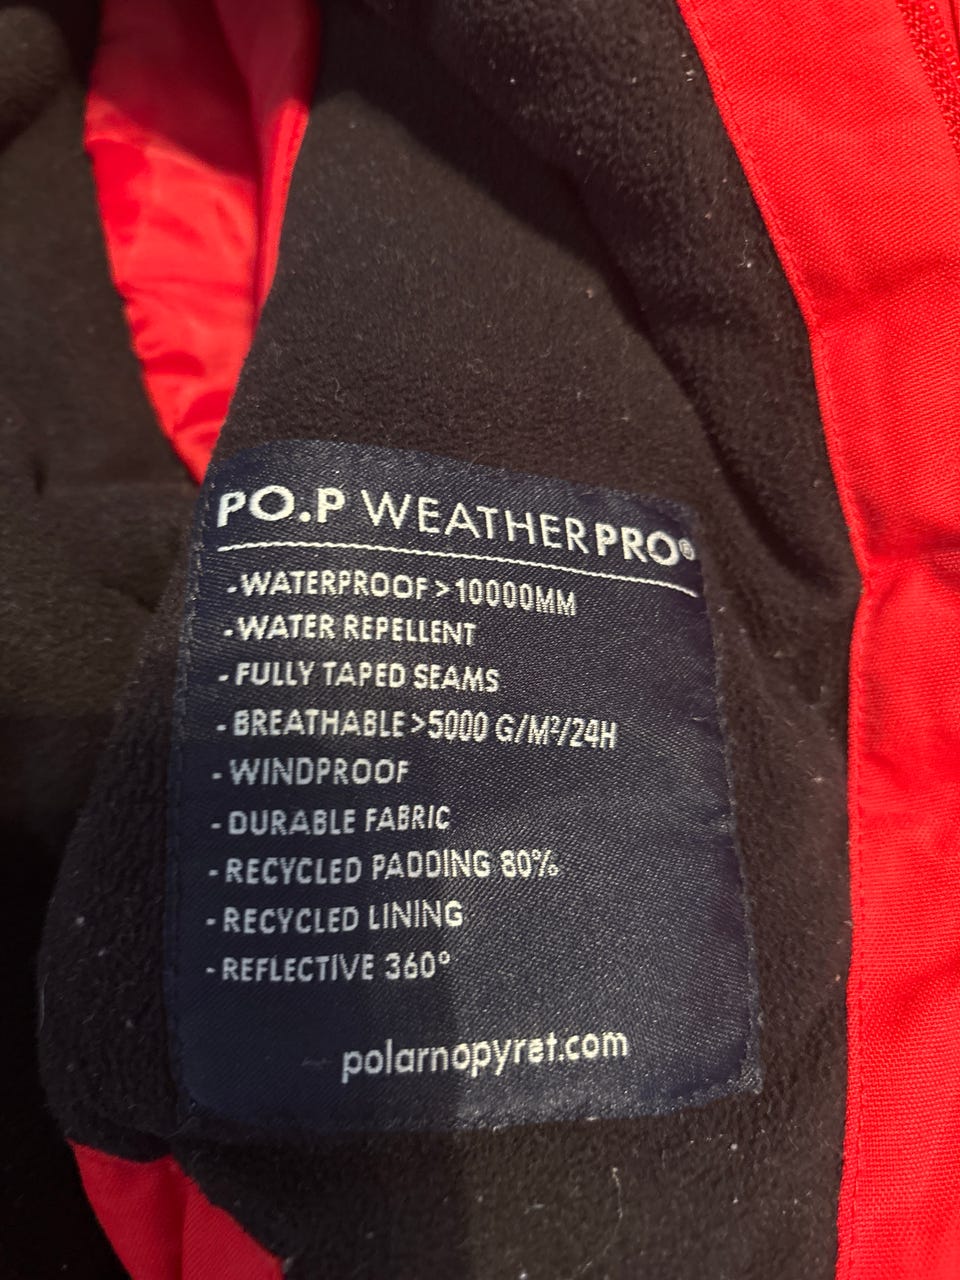 PO.P WEATHERPRO®
-WATERPROOF>10000MM
-WATER REPELLENT
-FULLY TAPED SEAMS
-BREATHABLE>5000 G/M²/24H
-WINDPROOF
-DURABLE FABRIC
-RECYCLED PADDING 80%
-RECYCLED LINING
-REFLECTIVE 360°
polarnopyret.com